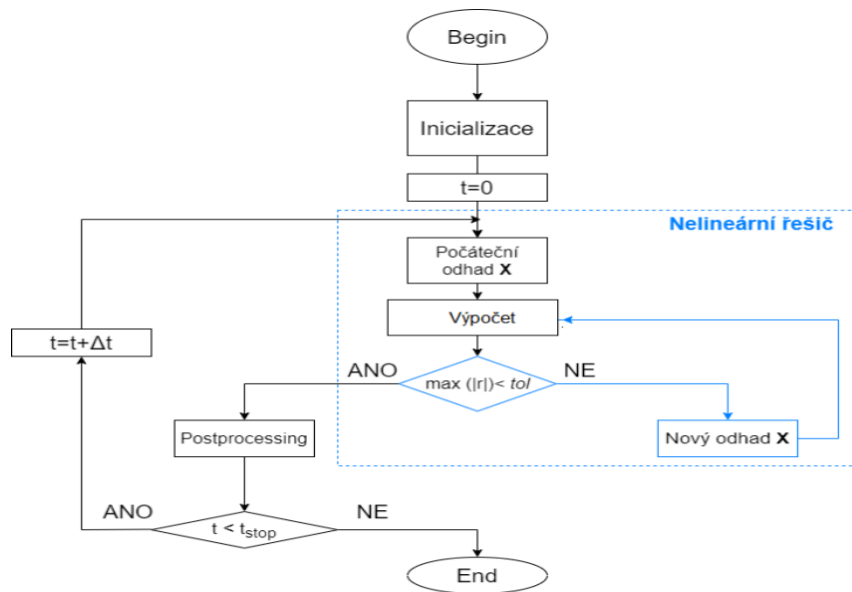 Begin
Inicializace
t=0
Nelineární řešič
Počáteční
odhad X
Výpočet
t=t+Δt
ANO
max (|r|)< tol
NE
Postprocessing
Nový odhad X
ANO
t < tstop
NE
End